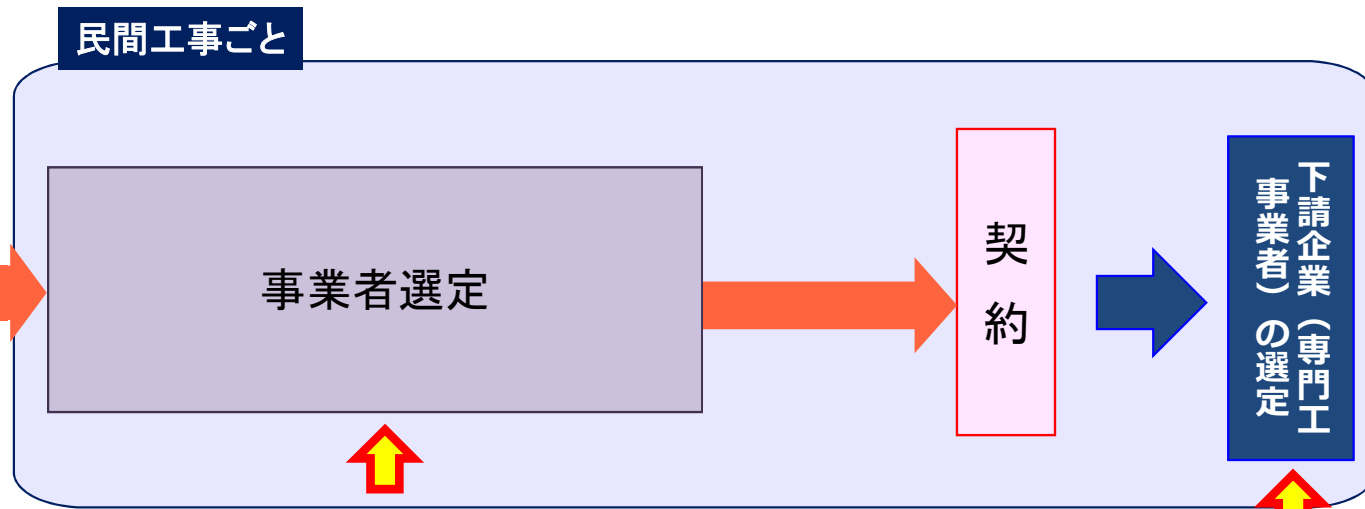 民間工事ごと
事業者選定
契
約
下請企業（専門工
事業者）の選定